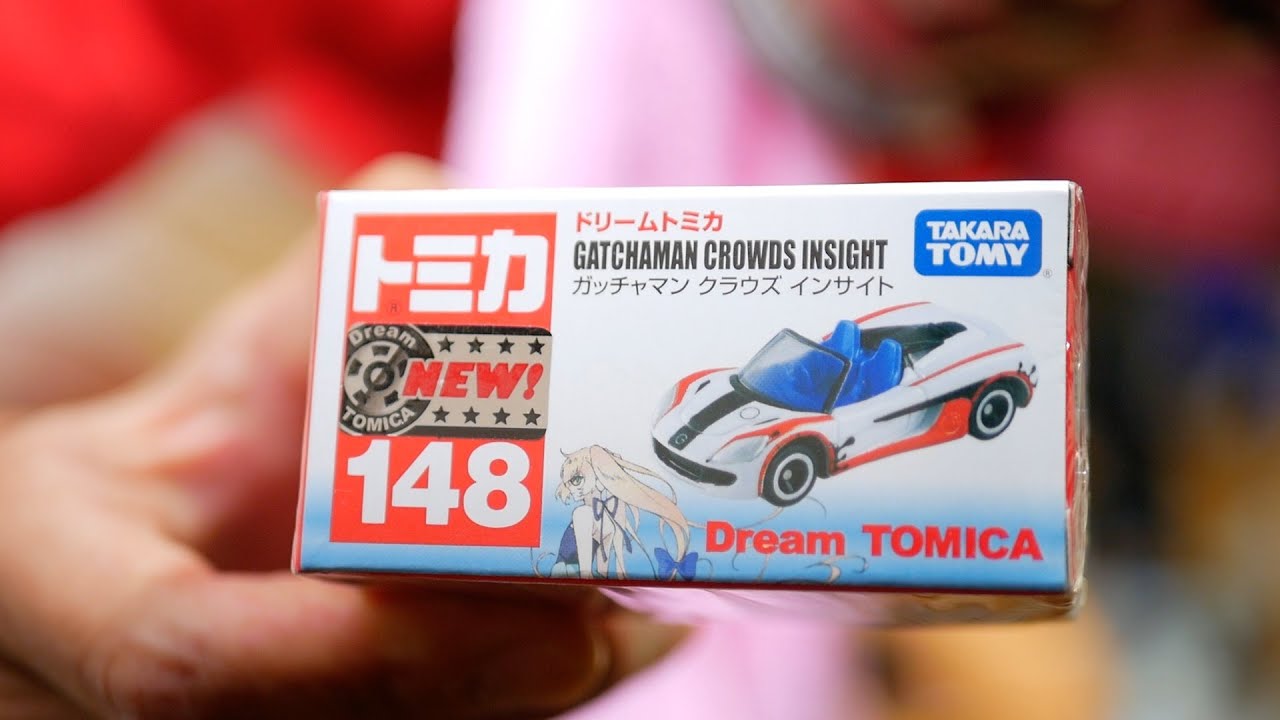 トミカ
Dream
NEW!
TOMICA
148
ドリームトミカ
GATCHAMAN CROWDS INSIGHT
ガッチャマン クラウズ インサイト
TAKARA
TOMY
Dream TOMICA